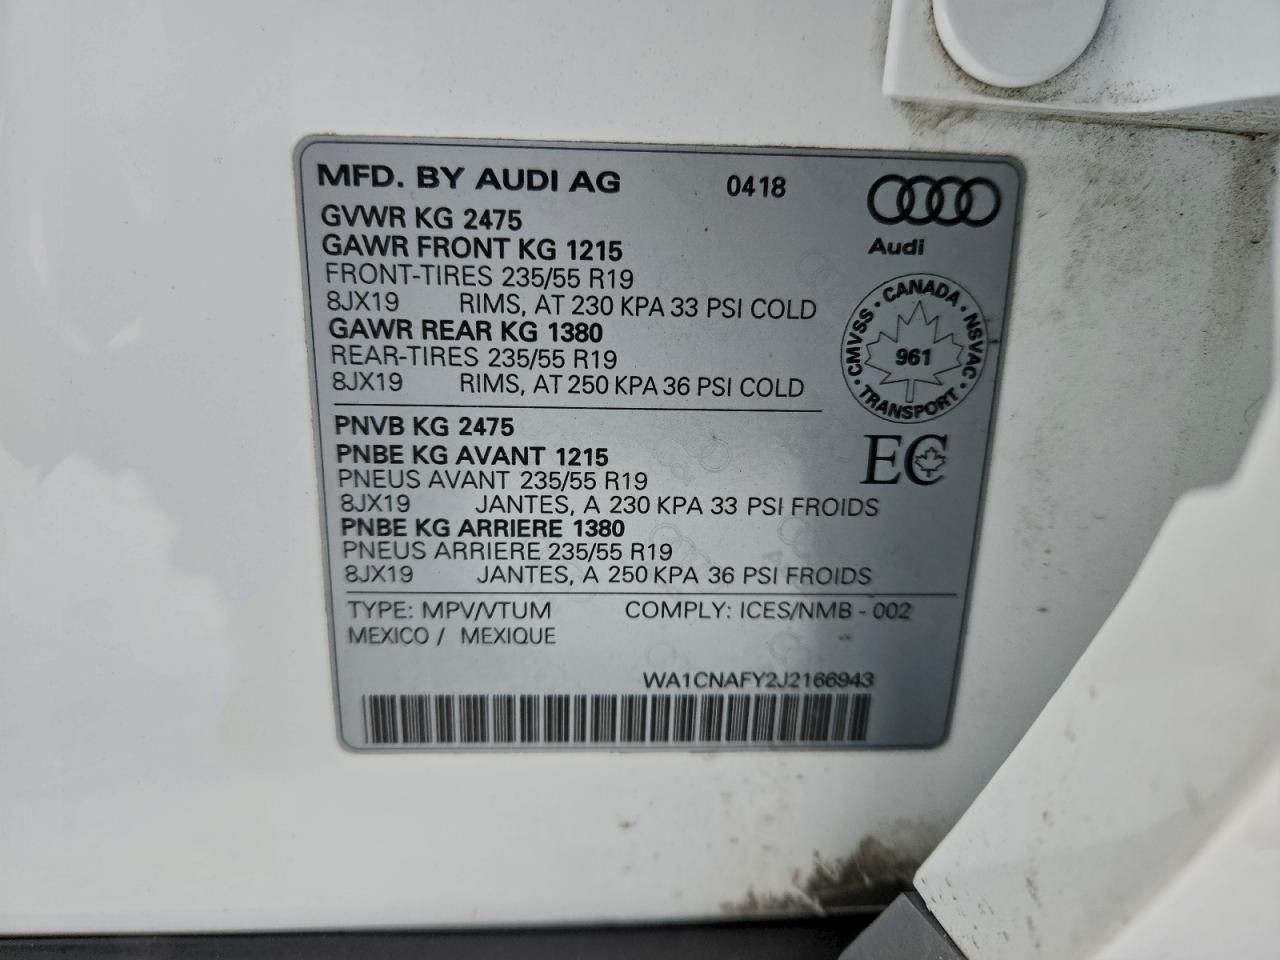 MFD. BY AUDI AG 0418
GVWR KG 2475
GAWR FRONT KG 1215
Audi
FRONT-TIRES 235/55 R19
8JX19 RIMS, AT 230 KPA 33 PSI COLD
GAWR REAR KG 1380
REAR-TIRES 235/55 R19
8JX19 RIMS, AT 250 KPA 36 PSI COLD
CMVSS · CANADA · NSVAC · TRANSPORT ·
961
PNVB KG 2475
PNBE KG AVANT 1215
PNEUS AVANT 235/55 R19
8JX19 JANTES, A 230 KPA 33 PSI FROIDS
PNBE KG ARRIERE 1380
PNEUS ARRIERE 235/55 R19
8JX19 JANTES, A 250 KPA 36 PSI FROIDS
EC
TYPE: MPV/VTUM COMPLY: ICES/NMB - 002
MEXICO / MEXIQUE
WA1CNAFY2J2166943